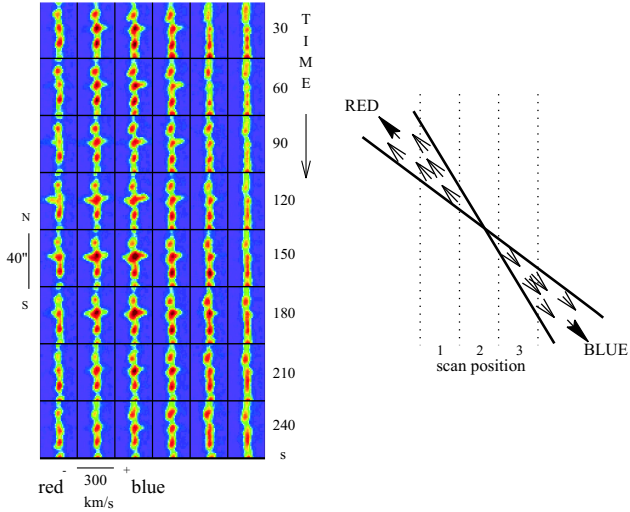 T
I
M
E
30
60
90
120
150
180
210
240
s
N
40"
S
- +
300
red blue
km/s
RED
BLUE
1 2 3
scan position